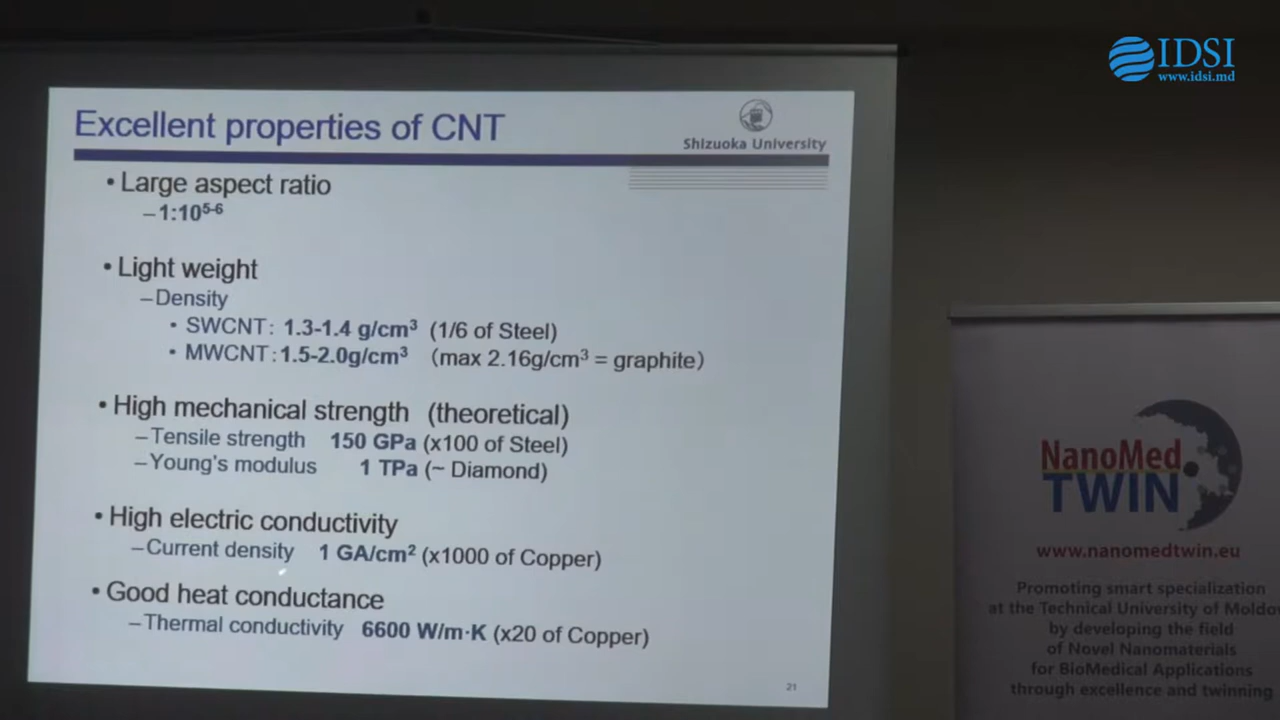 IDSI
www.idsi.md
Excellent properties of CNT
Shizuoka University
• Large aspect ratio
–1:10⁵⁻⁶
• Light weight
–Density
• SWCNT: 1.3-1.4 g/cm³ (1/6 of Steel)
• MWCNT:1.5-2.0g/cm³ (max 2.16g/cm³ = graphite)
• High mechanical strength (theoretical)
–Tensile strength 150 GPa (x100 of Steel)
–Young's modulus 1 TPa (~ Diamond)
• High electric conductivity
–Current density 1 GA/cm² (x1000 of Copper)
• Good heat conductance
–Thermal conductivity 6600 W/m·K (x20 of Copper)
21
NanoMed
TWIN
www.nanomedtwin.eu
Promoting smart specialization
at the Technical University of Moldo
by developing the field
of Novel Nanomaterials
for BioMedical Applications
through excellence and twinning